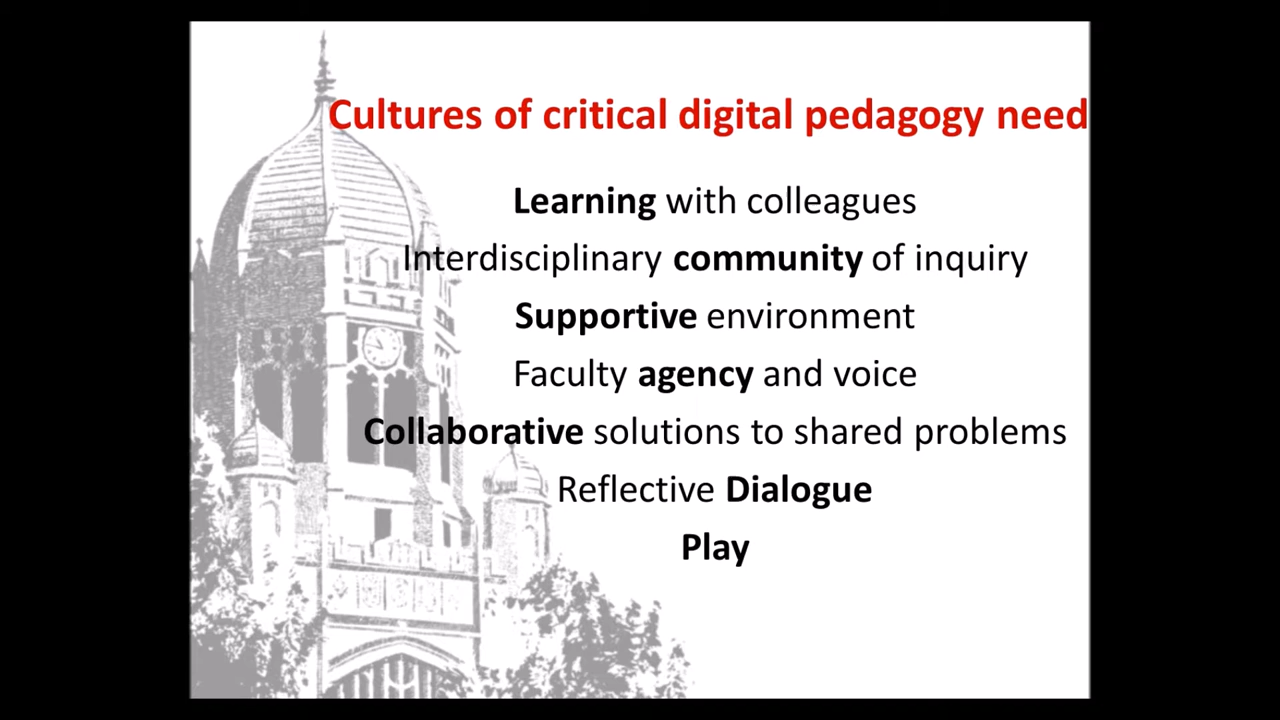 Cultures of critical digital pedagogy need
Learning with colleagues
Interdisciplinary community of inquiry
Supportive environment
Faculty agency and voice
Collaborative solutions to shared problems
Reflective Dialogue
Play